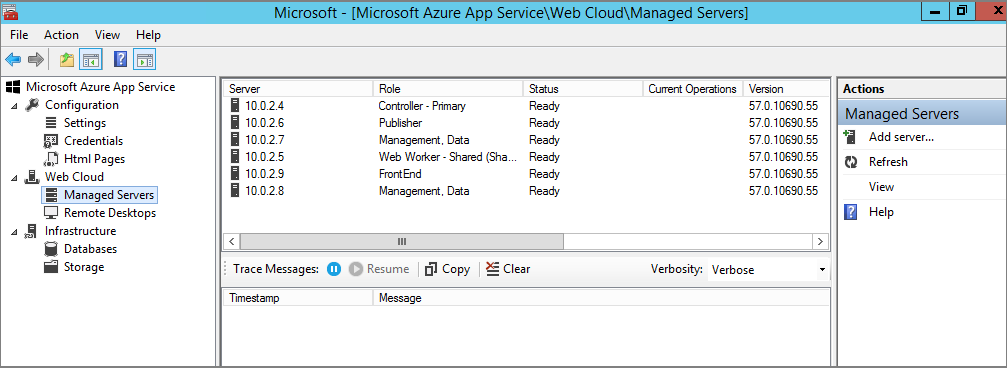 Microsoft - [Microsoft Azure App Service\Web Cloud\Managed Servers]
File Action View Help
Microsoft Azure App Service
Configuration
Settings
Credentials
Html Pages
Web Cloud
Managed Servers
Remote Desktops
Infrastructure
Databases
Storage
Server Role Status Current Operations Version
10.0.2.4 Controller - Primary Ready 57.0.10690.55
10.0.2.6 Publisher Ready 57.0.10690.55
10.0.2.7 Management, Data Ready 57.0.10690.55
10.0.2.5 Web Worker - Shared (Sha... Ready 57.0.10690.55
10.0.2.9 FrontEnd Ready 57.0.10690.55
10.0.2.8 Management, Data Ready 57.0.10690.55
Trace Messages: Resume Copy Clear Verbosity: Verbose
Timestamp Message
Actions
Managed Servers
Add server...
Refresh
View
Help